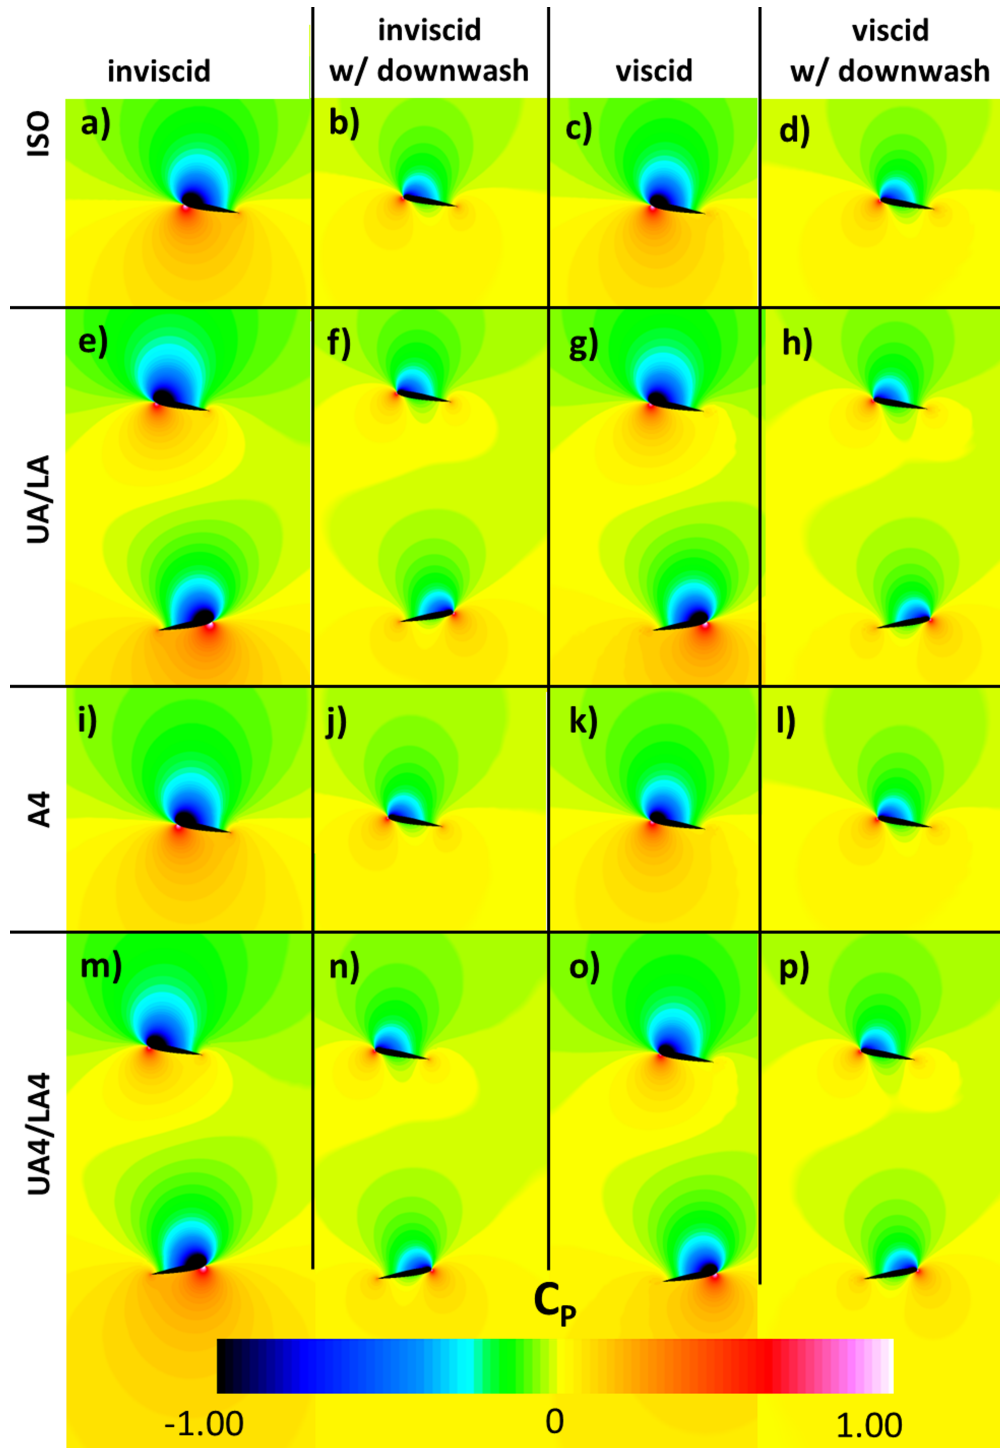 inviscid
inviscid
w/ downwash
viscid
viscid
w/ downwash
ISO
a)
b)
c)
d)
UA/LA
e)
f)
g)
h)
A4
i)
j)
k)
l)
UA4/LA4
m)
n)
o)
p)
CP
-1.00
0
1.00